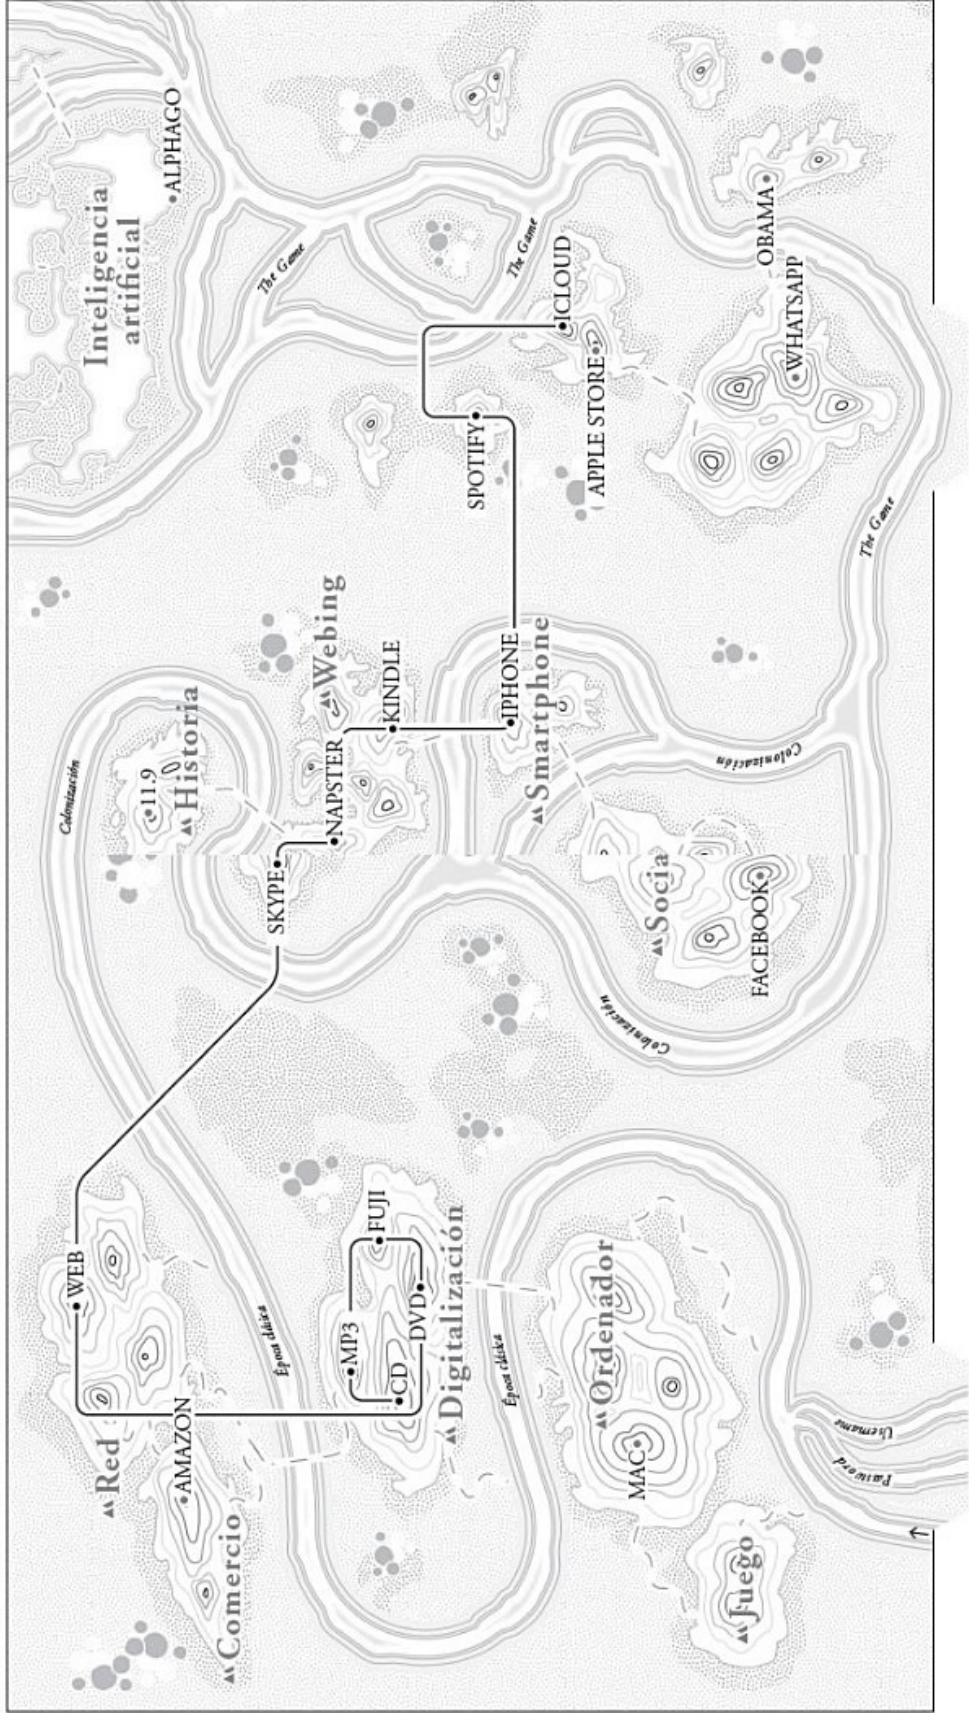 Colonización
WEB
Red
11.9
ALPHAGO
Inteligencia
artificial
AMAZON
Historia
Comercio
Época clásica
SKYPE
The Game
Webing
NAPSTER
MP3
FUJI
KINDLE
CD
DVD
Digitalización
SPOTIFY
Época clásica
IPHONE
The Game
Smartphone
ICLOUD
APPLE STORE
Ordenador
Colonización
MAC
Socia
Colonización
FACEBOOK
OBAMA
WHATSAPP
Juego
The Game
Password
Username